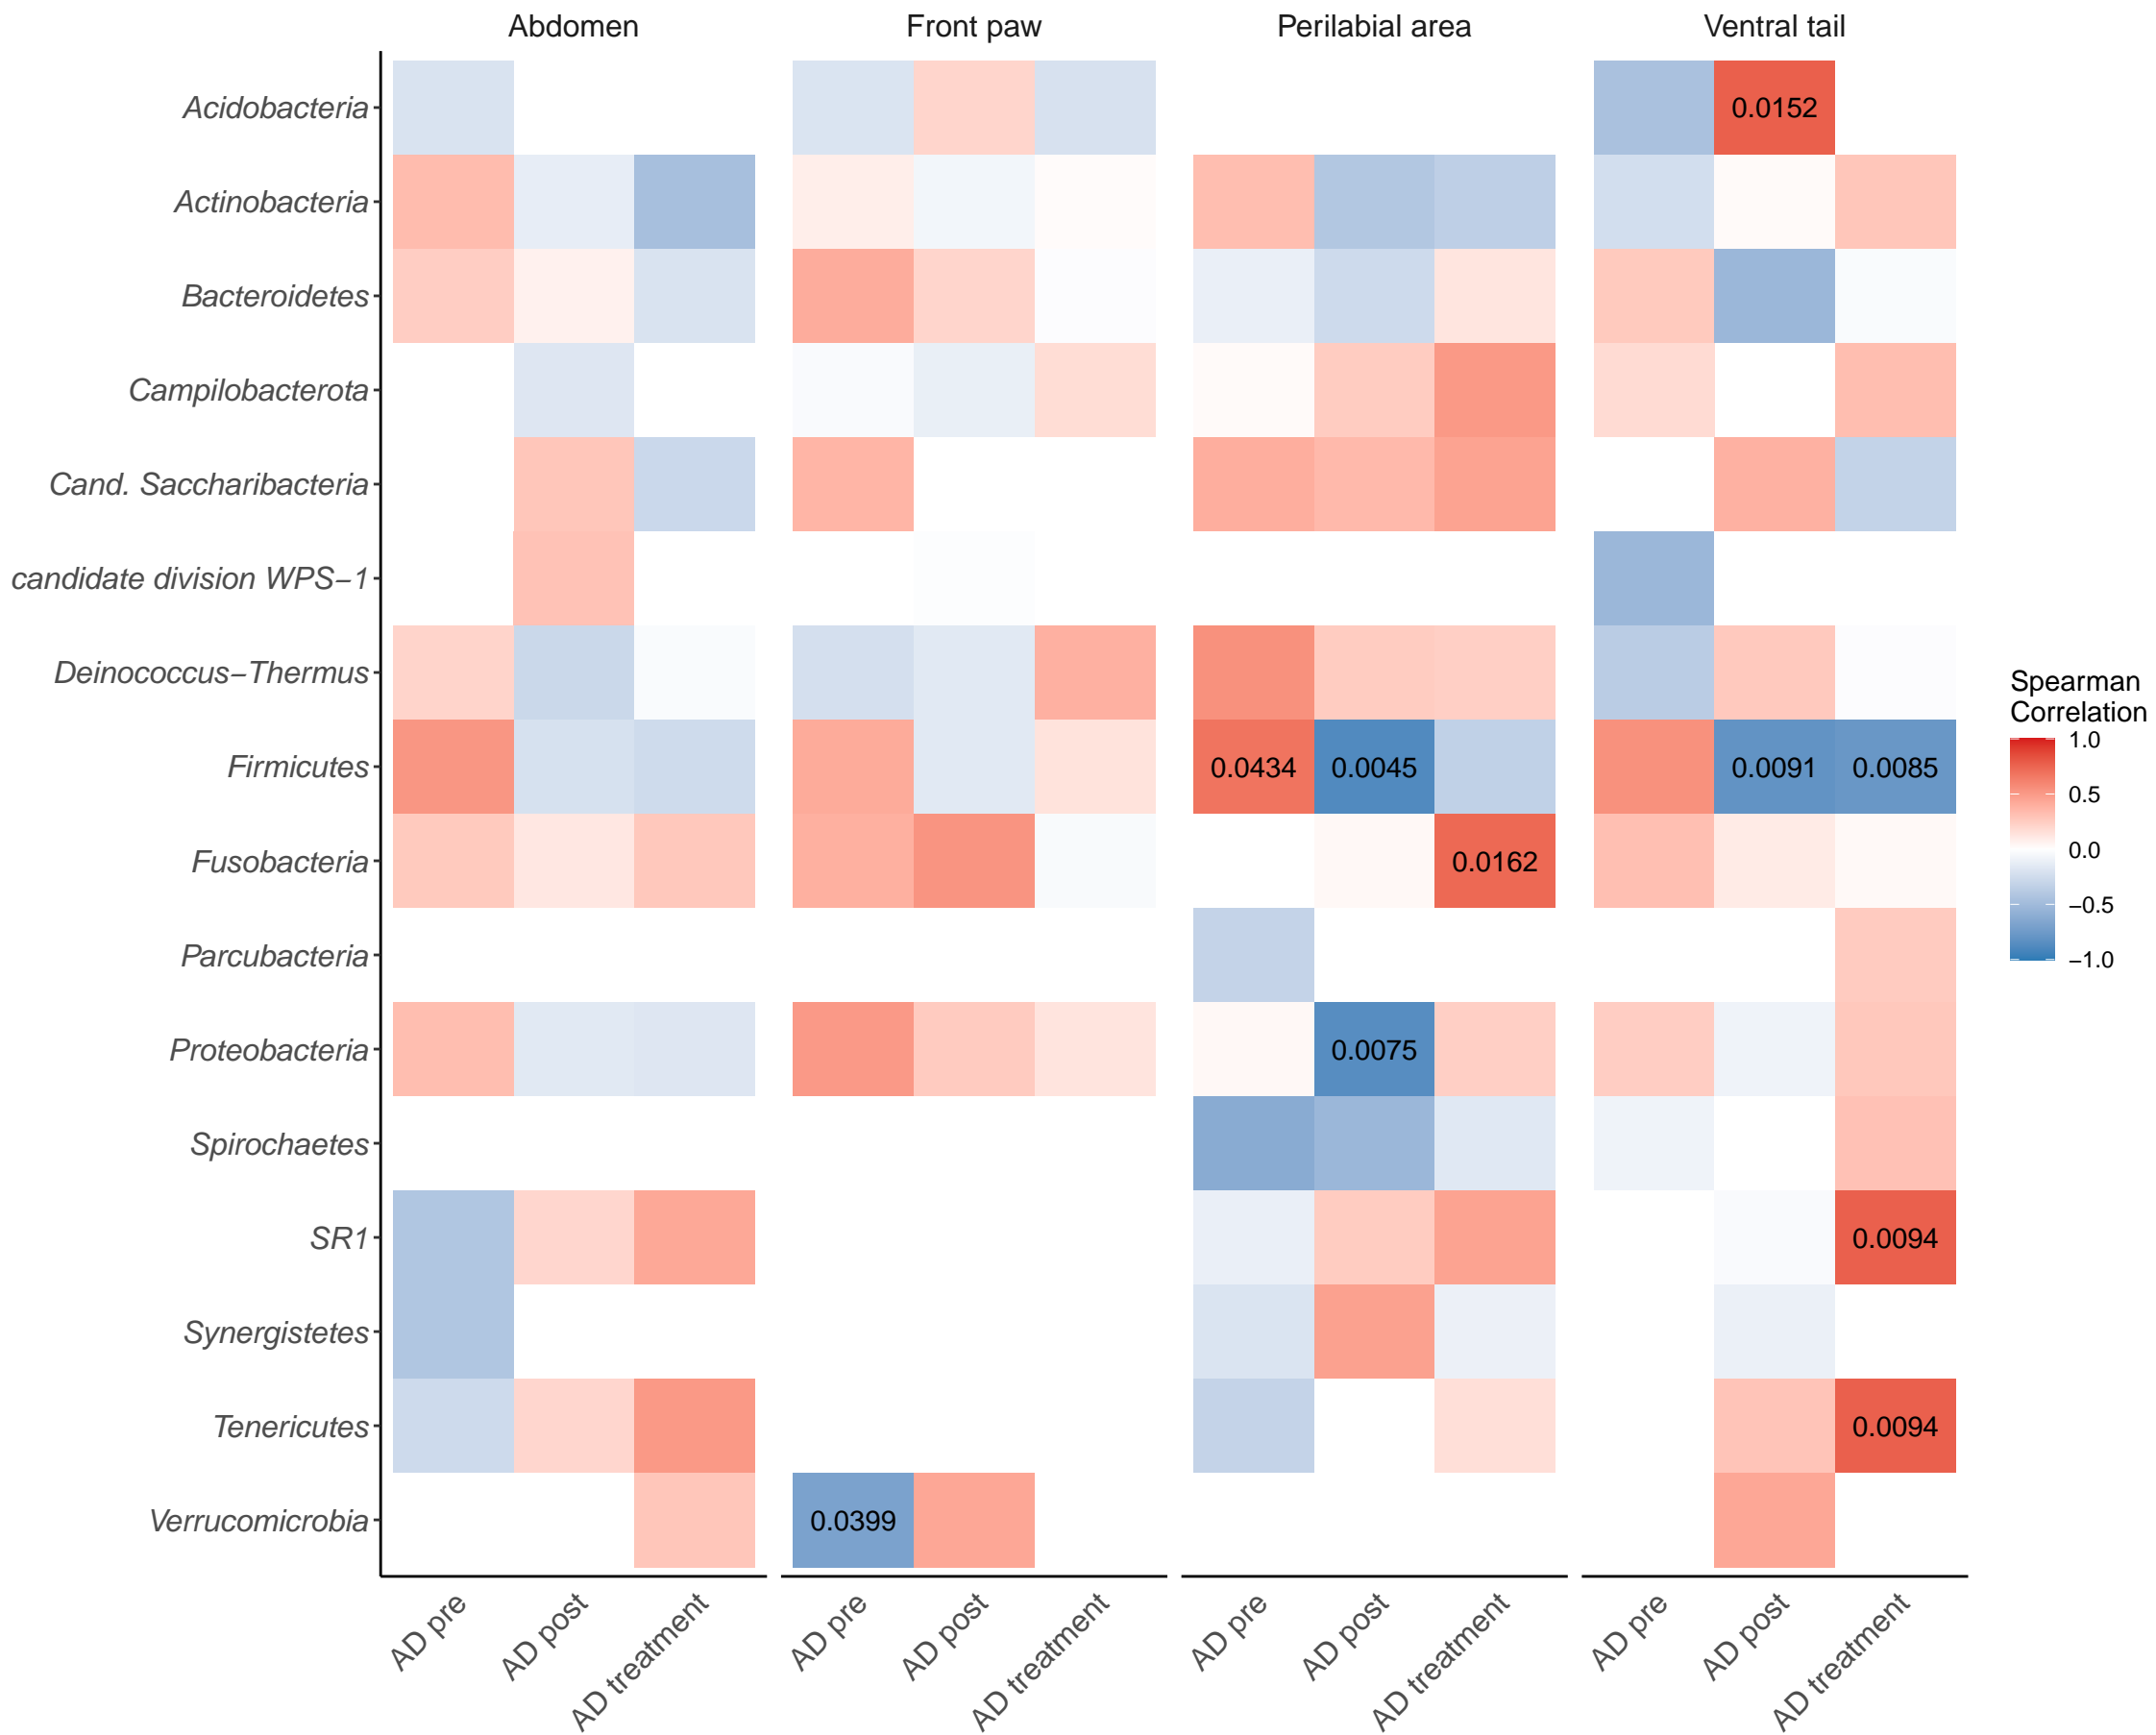 Abdomen Front paw Perilabial area Ventral tail
Acidobacteria 0.0152
Actinobacteria
Bacteroidetes
Campilobacterota
Cand. Saccharibacteria
candidate division WPS−1
Deinococcus−Thermus
Firmicutes 0.0434 0.0045 0.0091 0.0085
Fusobacteria 0.0162
Parcubacteria
Proteobacteria 0.0075
Spirochaetes
SR1 0.0094
Synergistetes
Tenericutes 0.0094
Verrucomicrobia 0.0399
AD pre AD post AD treatment AD pre AD post AD treatment AD pre AD post AD treatment AD pre AD post AD treatment
Spearman
Correlation
1.0
0.5
0.0
−0.5
−1.0